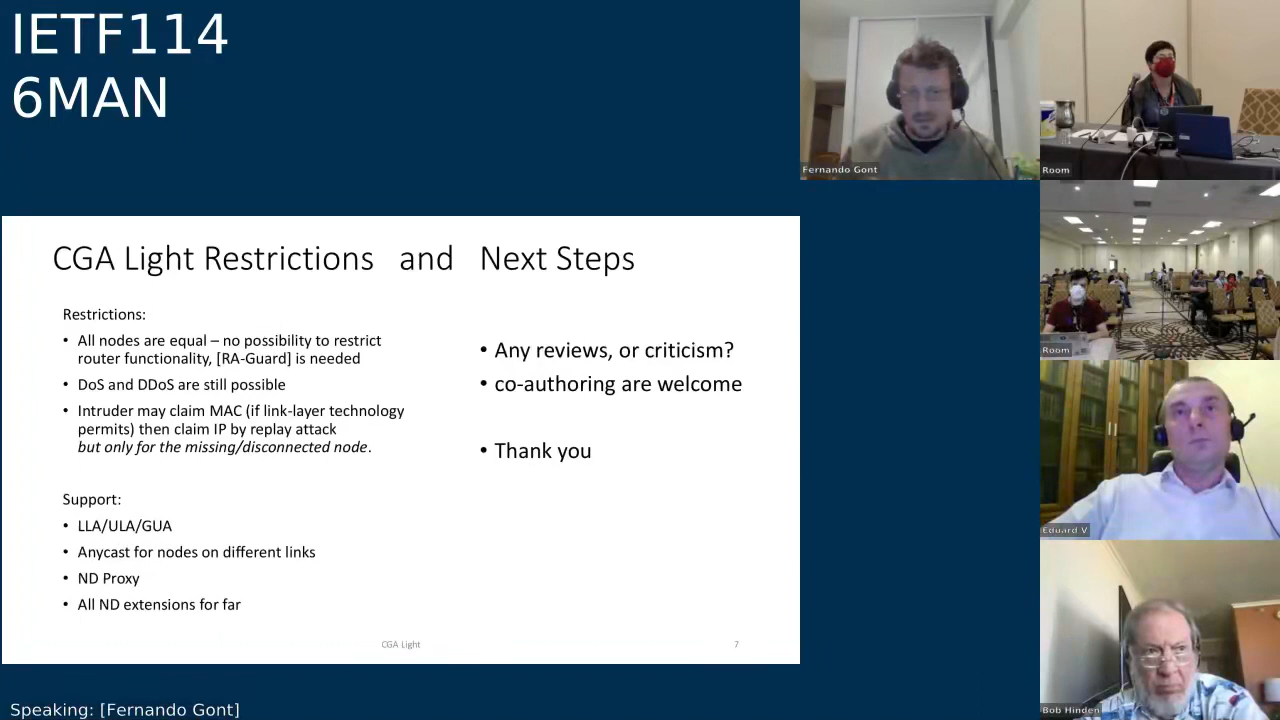 IETF114
6MAN
Fernando Gont
Room
Room
Eduard V
Bob Hinden
CGA Light Restrictions and Next Steps
Restrictions:
• All nodes are equal – no possibility to restrict
router functionality, [RA-Guard] is needed
• DoS and DDoS are still possible
• Intruder may claim MAC (if link-layer technology
permits) then claim IP by replay attack
but only for the missing/disconnected node.
Support:
• LLA/ULA/GUA
• Anycast for nodes on different links
• ND Proxy
• All ND extensions for far
• Any reviews, or criticism?
• co-authoring are welcome
• Thank you
CGA Light
7
Speaking: [Fernando Gont]